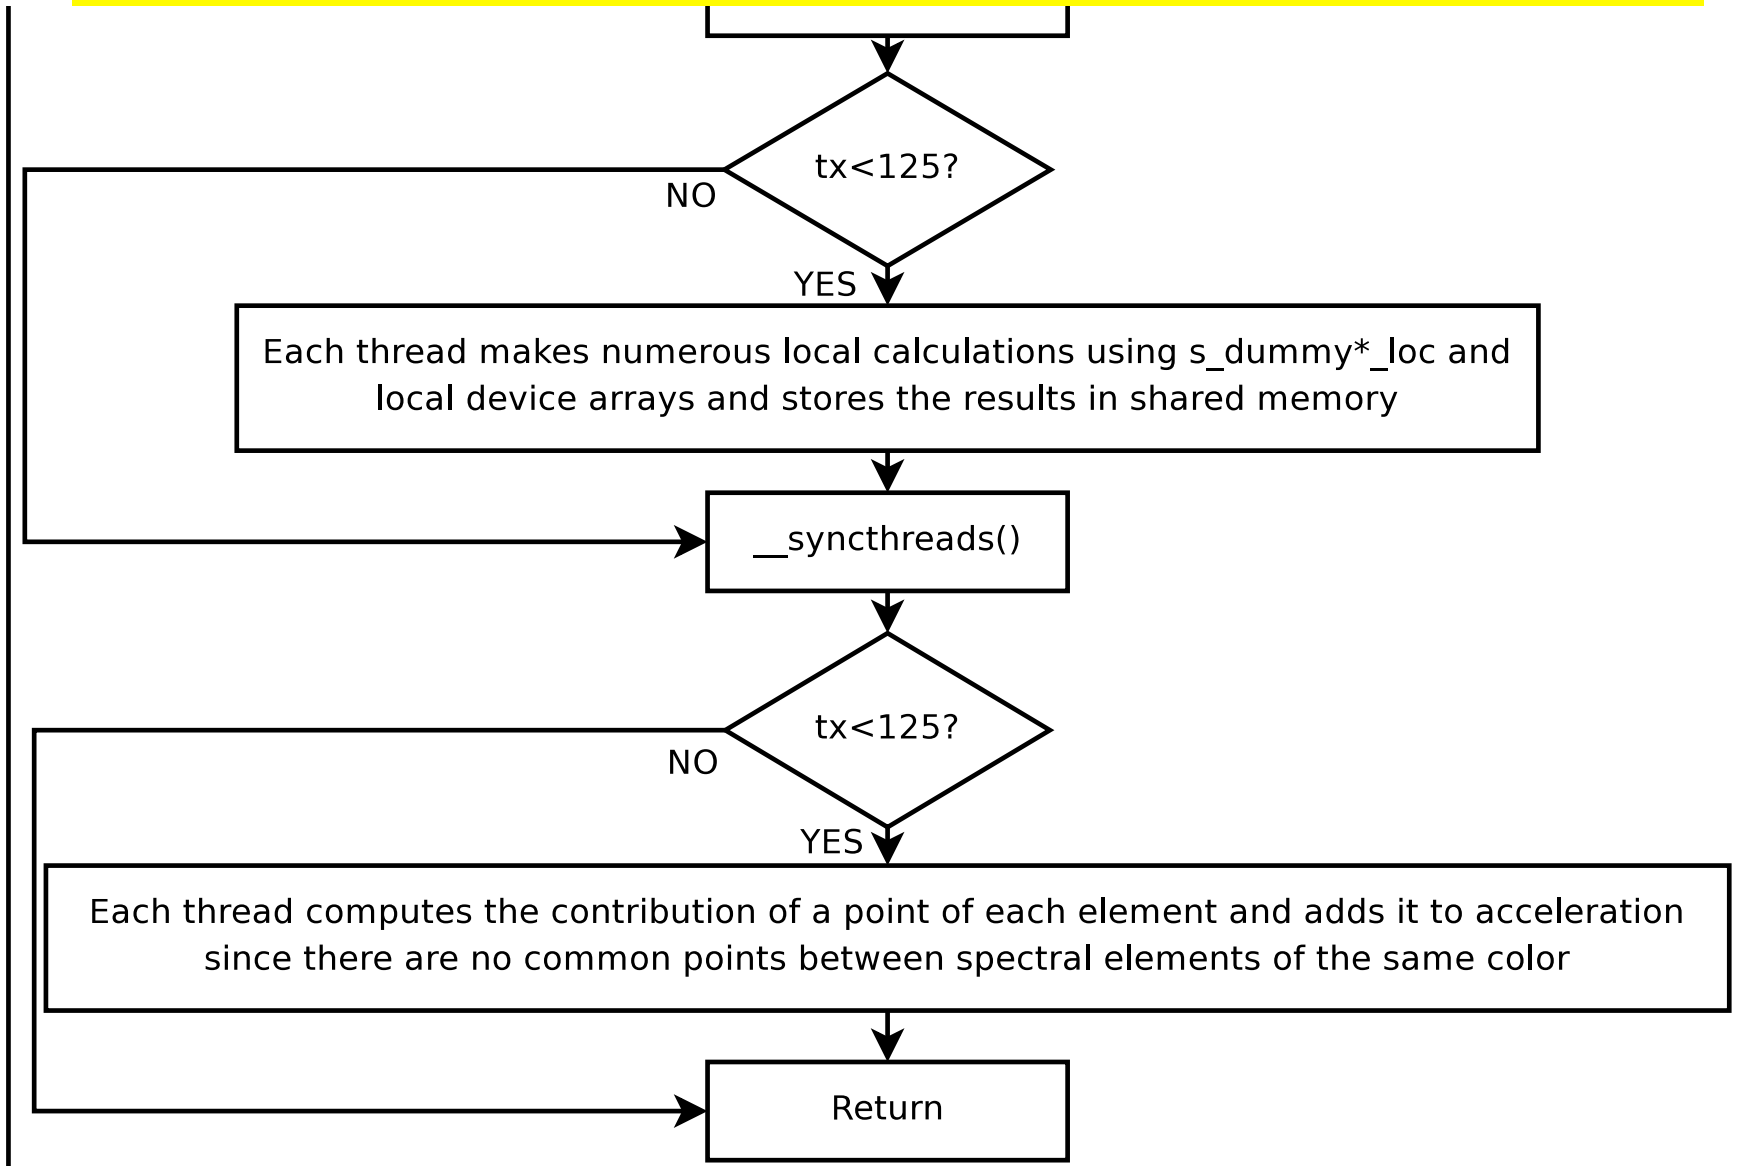 tx<125?
NO
YES
Each thread makes numerous local calculations using s_dummy*_loc and
local device arrays and stores the results in shared memory
__syncthreads()
tx<125?
NO
YES
Each thread computes the contribution of a point of each element and adds it to acceleration
since there are no common points between spectral elements of the same color
Return